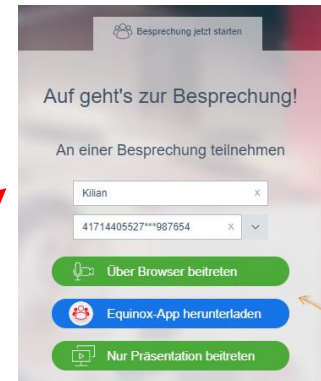 Besprechung jetzt starten
Auf geht's zur Besprechung!
An einer Besprechung teilnehmen
Kilian x
41714405527***987654 x
Über Browser beitreten
Equinox-App herunterladen
Nur Präsentation beitreten